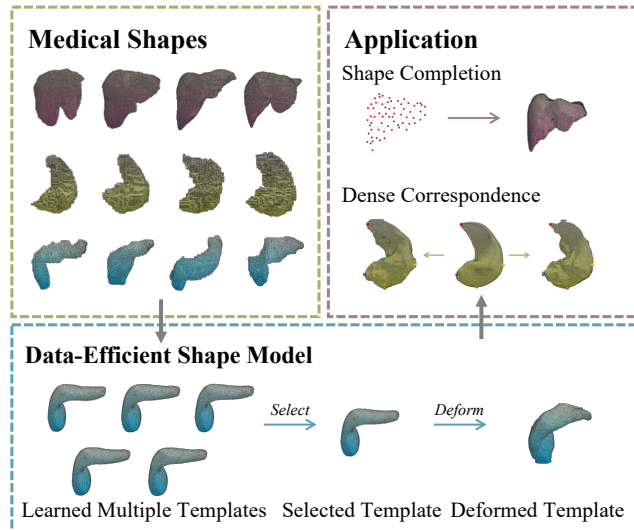 Medical Shapes
Application
Shape Completion
Dense Correspondence
Data-Efficient Shape Model
Select
Deform
Learned Multiple Templates
Selected Template
Deformed Template